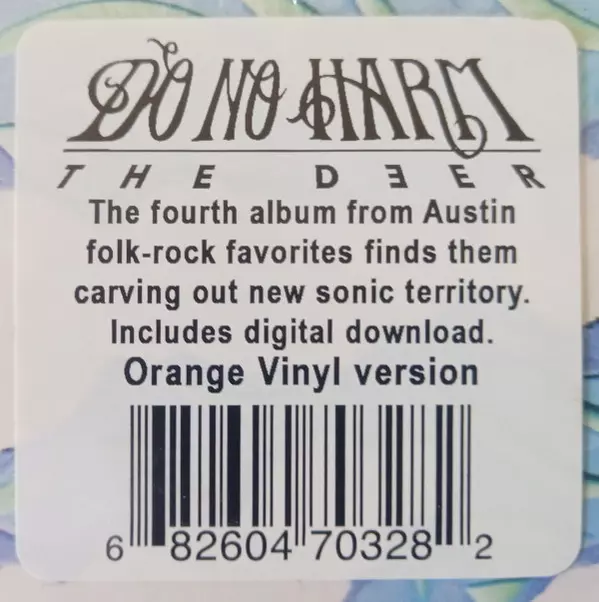 DO NO HARM
THE DƎER
The fourth album from Austin
folk-rock favorites finds them
carving out new sonic territory.
Includes digital download.
Orange Vinyl version
6 82604 70328 2